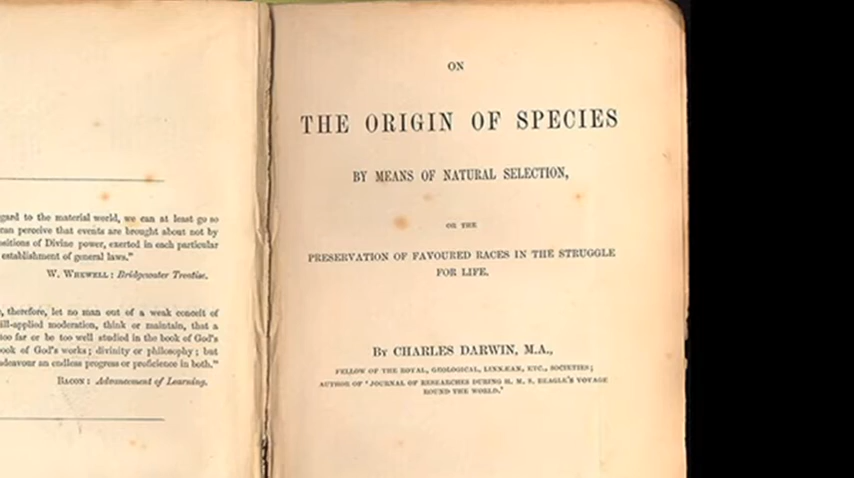 gard to the material world, we can at least go so
can perceive that events are brought about not by
ositions of Divine power, exerted in each particular
establishment of general laws."
W. WHEWELL: Bridgewater Treatise.
, therefore, let no man out of a weak conceit of
ill-applied moderation, think or maintain, that a
too far or be too well studied in the book of God's
ook of God's works; divinity or philosophy; but
deavour an endless progress or proficience in both."
BACON: Advancement of Learning.
ON
THE ORIGIN OF SPECIES
BY MEANS OF NATURAL SELECTION,
OR THE
PRESERVATION OF FAVOURED RACES IN THE STRUGGLE
FOR LIFE.
BY CHARLES DARWIN, M.A.,
FELLOW OF THE ROYAL, GEOLOGICAL, LINNÆAN, ETC., SOCIETIES;
AUTHOR OF 'JOURNAL OF RESEARCHES DURING H. M. S. BEAGLE'S VOYAGE
ROUND THE WORLD.'